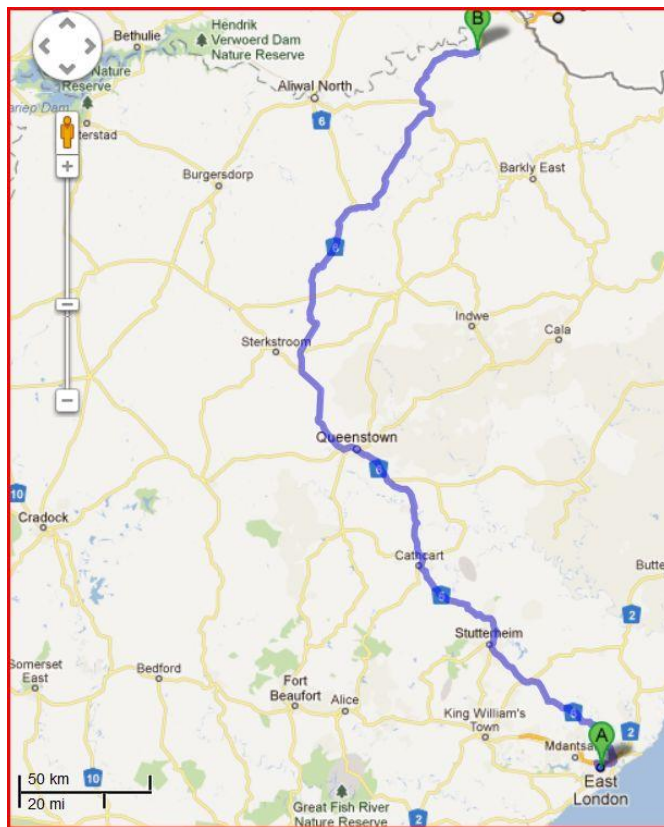 Hendrik
Verwoerd Dam
Nature Reserve
Bethulie
B
Nature
Reserve
ariep Dam
Aliwal North
6
terstad
Burgersdorp
Barkly East
6
Indwe
Cala
Sterkstroom
Queenstown
6
10
Cradock
Cathcart
Butte
6
2
Stutterheim
Somerset
East
Bedford
Fort
Beaufort
Alice
King William's
Town
6
2
A
Mdantsa
East
London
50 km
20 mi
10
Great Fish River
Nature Reserve
2